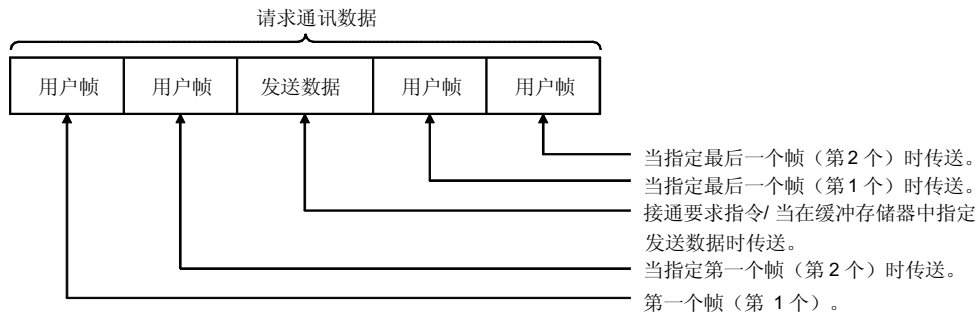 请求通讯数据
用户帧 用户帧 发送数据 用户帧 用户帧
当指定最后一个帧（第2个）时传送。
当指定最后一个帧（第1个）时传送。
接通要求指令/ 当在缓冲存储器中指定
发送数据时传送。
当指定第一个帧（第2个）时传送。
第一个帧（第 1个）。